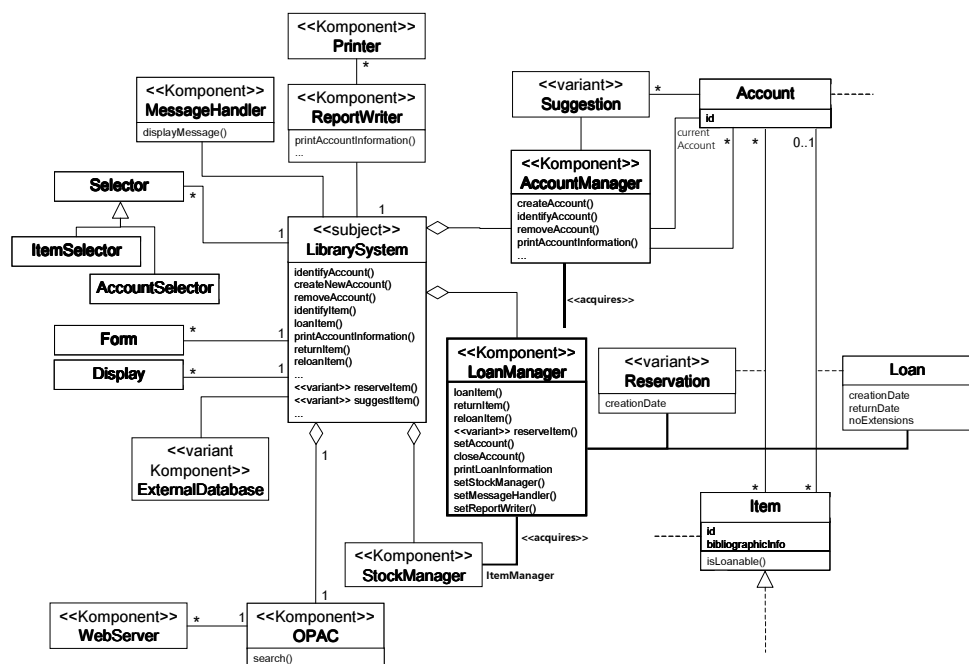 <<Komponent>>
Printer
*
<<Komponent>>
MessageHandler
displayMessage()
<<Komponent>>
ReportWriter
printAccountInformation()
...
<<variant>>
Suggestion
*
Account
id
current
Account
*
*
0..1
<<Komponent>>
AccountManager
createAccount()
identifyAccount()
removeAccount()
printAccountInformation()
...
Selector
*
1
1
ItemSelector
AccountSelector
<<subject>>
LibrarySystem
identifyAccount()
createNewAccount()
removeAccount()
identifyItem()
loanItem()
printAccountInformation()
returnItem()
reloanItem()
...
<<variant>> reserveItem()
<<variant>> suggestItem()
...
<<acquires>>
Form
*
1
Display
*
1
<<Komponent>>
LoanManager
loanItem()
returnItem()
reloanItem()
<<variant>> reserveItem()
setAccount()
closeAccount()
printLoanInformation
setStockManager()
setMessageHandler()
setReportWriter()
<<variant>>
Reservation
creationDate
Loan
creationDate
returnDate
noExtensions
<<variant
Komponent>>
ExternalDatabase
1
*
*
Item
id
bibliographicInfo
isLoanable()
<<acquires>>
<<Komponent>>
StockManager
ItemManager
<<Komponent>>
WebServer
*
1
1
<<Komponent>>
OPAC
search()